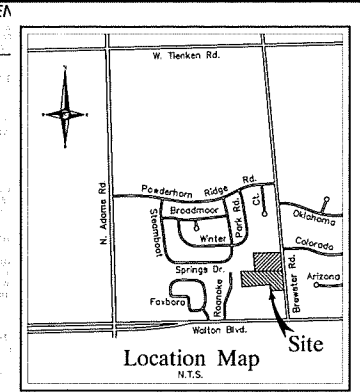 EN
W. Tienken Rd.
N. Adams Rd
Powderhorn Ridge Rd.
Broadmoor
Steamboat
Winter
Park Rd.
Ct.
Oklahoma
Colorado
Arizona
Brewster Rd.
Springs Dr.
Foxboro
Roanoke
Walton Blvd.
Site
Location Map
N.T.S.